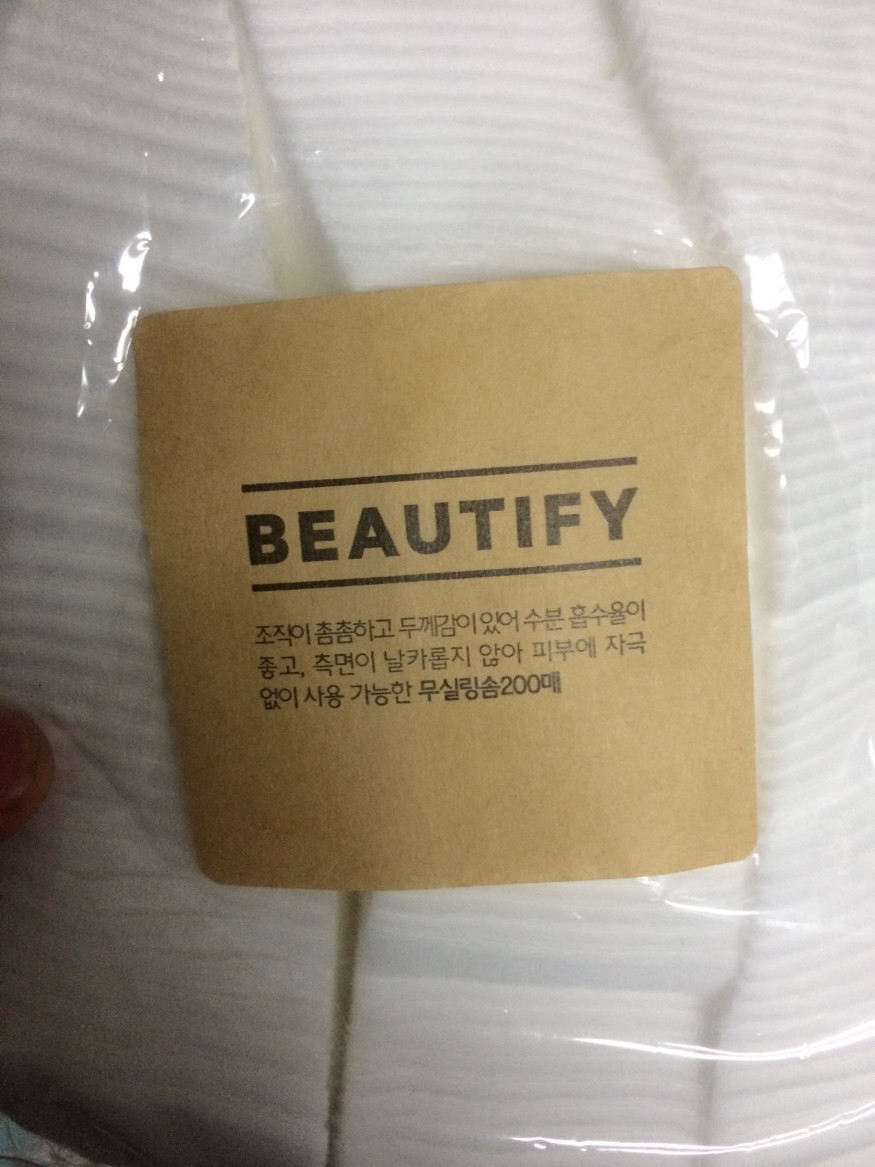 BEAUTIFY
조직이 촘촘하고 두께감이 있어 수분 흡수율이
좋고, 측면이 날카롭지 않아 피부에 자극
없이 사용 가능한 무실링솜200매